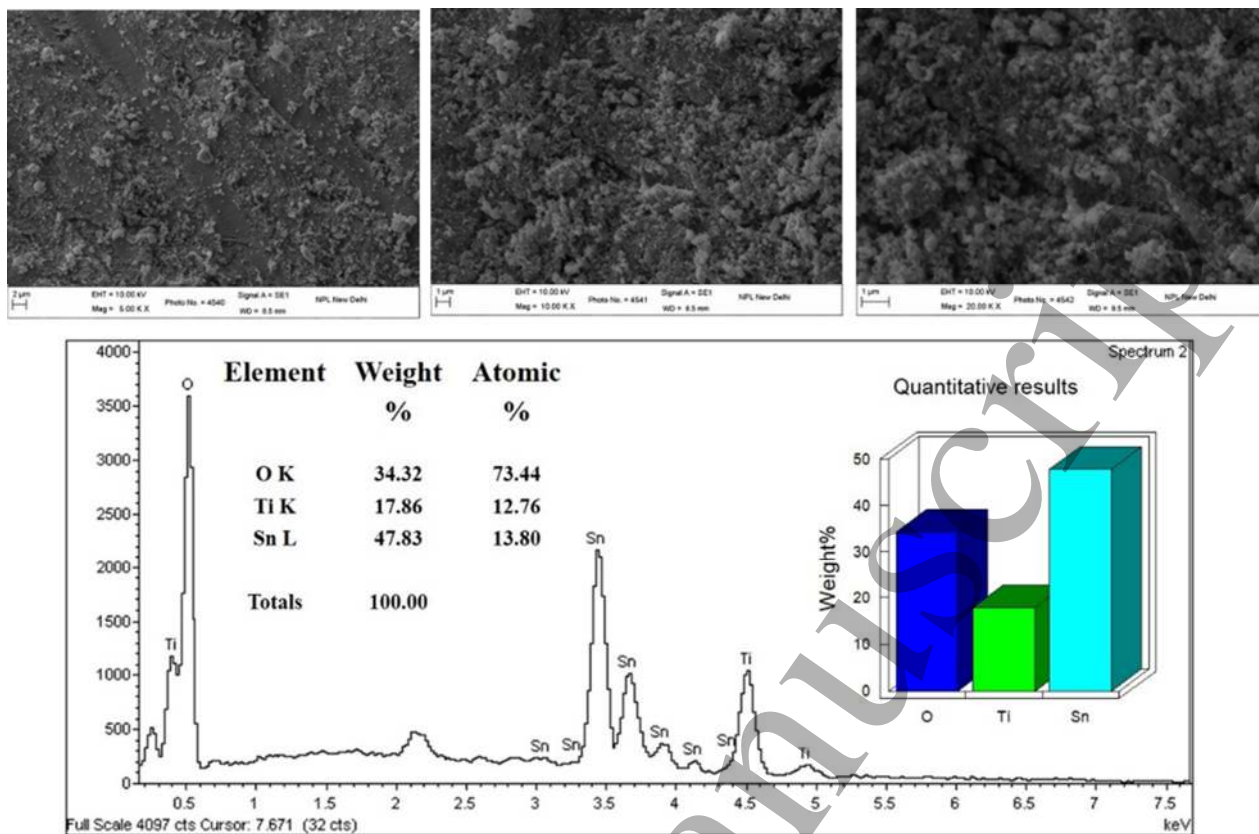 2 µm
EHT = 10.00 kV
Mag = 5.00 K X
Photo No. = 4540
Signal A = SE1
WD = 8.5 mm
NPL New Delhi
1 µm
EHT = 10.00 kV
Mag = 10.00 K X
Photo No. = 4541
Signal A = SE1
WD = 8.5 mm
NPL New Delhi
1 µm
EHT = 10.00 kV
Mag = 20.00 K X
Photo No. = 4542
Signal A = SE1
NPL New Delhi
Spectrum 2
4000
3500
3000
2500
2000
1500
1000
500
0
Element Weight Atomic
% %
O K 34.32 73.44
Ti K 17.86 12.76
Sn L 47.83 13.80
Totals 100.00
O
Ti
Sn
Sn
Sn
Sn
Sn
Sn
Sn
Ti
Ti
Quantitative results
Weight%
50
40
30
20
10
0
O Ti Sn
0.5 1 1.5 2 2.5 3 3.5 4 4.5 5 5.5 6 6.5 7 7.5
Full Scale 4097 cts Cursor: 7.671 (32 cts)
keV